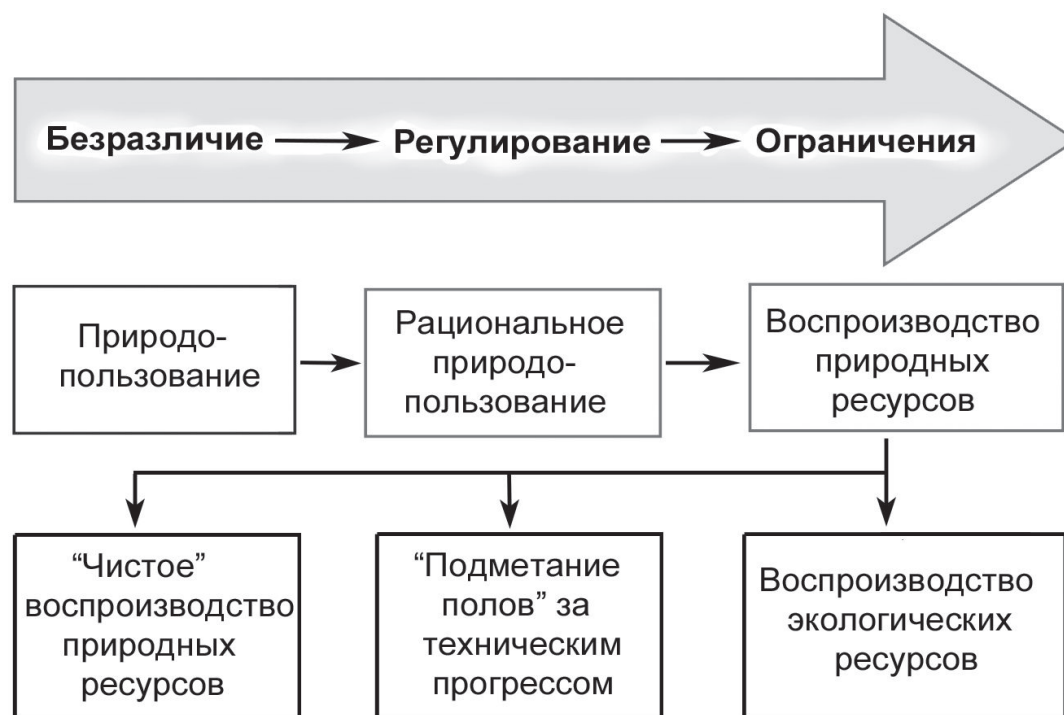 Безразличие Регулирование Ограничения
Природо-
пользование
Рациональное
природо-
пользование
Воспроизводство
природных
ресурсов
“Чистое”
воспроизводство
природных
ресурсов
“Подметание
полов” за
техническим
прогрессом
Воспроизводство
экологических
ресурсов